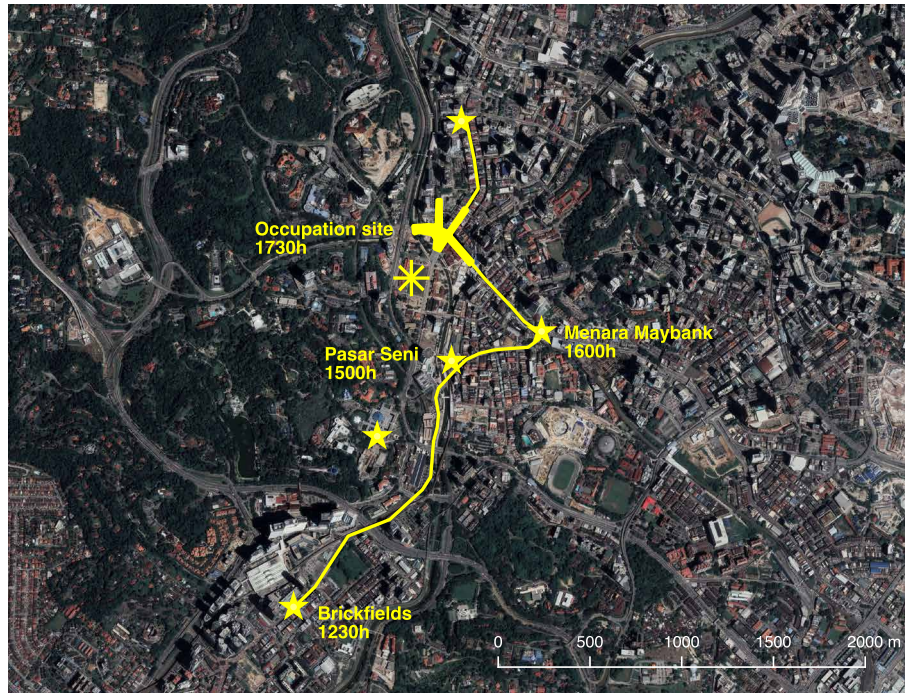 Occupation site
1730h
Pasar Seni
1500h
Menara Maybank
1600h
Brickfields
1230h
0 500 1000 1500 2000 m